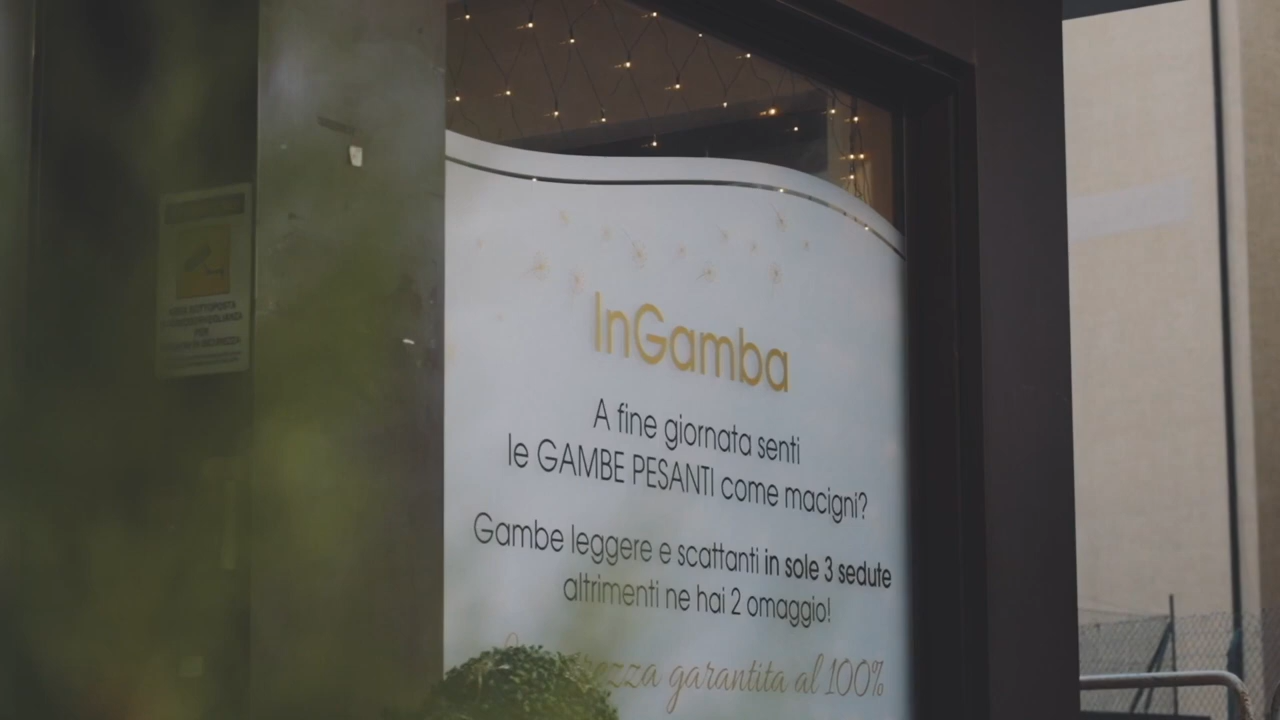 InGamba
A fine giornata senti
le GAMBE PESANTI come macigni?
Gambe leggere e scattanti in sole 3 sedute
altrimenti ne hai 2 omaggio!
garantita al 100%